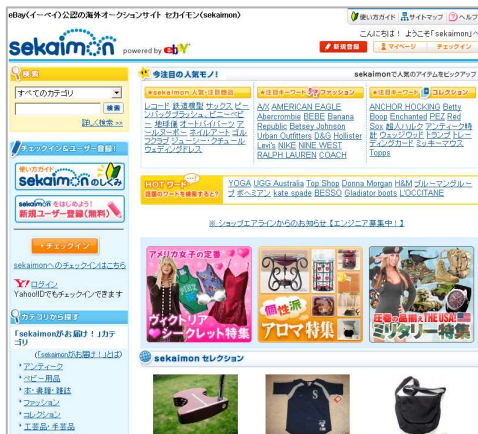 eBay(イーベイ)公認の海外オークションサイト セカイモン(sekaimon)
使い方ガイド サイトマップ ヘルプ
sekaimon powered by ebY
こんにちは! ようこそ「sekaimon」へ
新規登録 マイページ チェックイン
検索
すべてのカテゴリ
検索
詳しく検索 >>
チェックイン&ユーザー登録!
使い方ガイド
sekaimonのしくみ
sekaimonをはじめよう!
新規ユーザー登録(無料)
チェックイン
sekaimonへのチェックインはこちら
Y! ログイン
YahooIDでもチェックインできます
カテゴリから探す
「sekaimonがお届け!」カテゴリ
(「sekaimonがお届け!」とは)
アンティーク
ベビー用品
本・書籍・雑誌
ファッション
コレクション
工芸品・手芸品
今注目の人気モノ!
sekaimonで人気のアイテムをピックアップ
★sekaimon 人気・注目商品
レコード 鉄道模型 サックス ビーンバッグブラッシュ、ビニーベビー 地球儀 オートバイパーツ アールヌーボー ネイルアート ゴルフクラブ ジューシー・クチュール ウェディングドレス
★注目キーワード ファッション
A/X AMERICAN EAGLE
Abercrombie BEBE Banana
Republic Betsey Johnson
Urban Outfitters D&G Hollister
Levi's NIKE NINE WEST
RALPH LAUREN COACH
★注目キーワード コレクション
ANCHOR HOCKING Betty
Boop Enchanted PEZ Red
Sox 超人ハルク アンティーク時
計 ウェッジウッド トランプ トレー
ディングカード ミッキーマウス
Topps
HOTワード
話題のワードを検索すると?
YOGA UGG Australia Top Shop Donna Morgan H&M ブルーマングループ ボヘミアン kate spade BESSO Gladiator boots L'OCCITANE
※ ショップエアラインからのお知らせ【エンジニア募集中!】
アメリカ女子の定番
ヴィクトリア
シークレット特集
個性派
アロマ特集
圧巻の品揃え THE USA!
ミリタリー特集
sekaimon セレクション
S